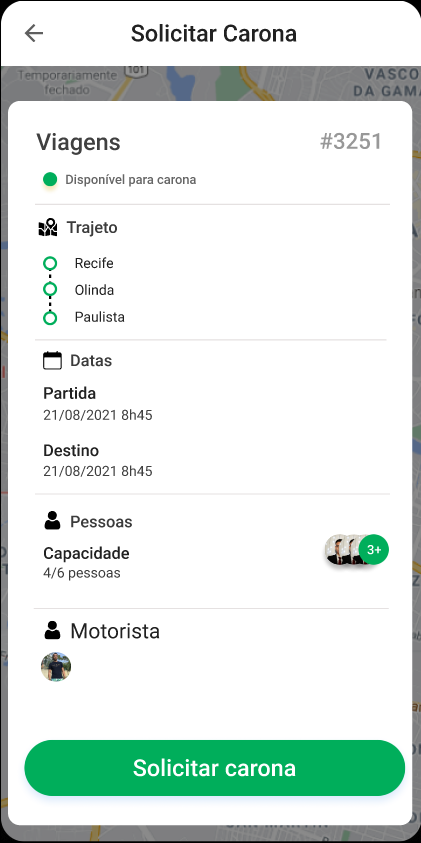 Solicitar Carona
Temporariamente
fechado
101
VASCO
DA GAMA
Viagens
#3251
Disponível para carona
Trajeto
Recife
Olinda
Paulista
Datas
Partida
21/08/2021 8h45
Destino
21/08/2021 8h45
Pessoas
Capacidade
4/6 pessoas
3+
Motorista
Solicitar carona